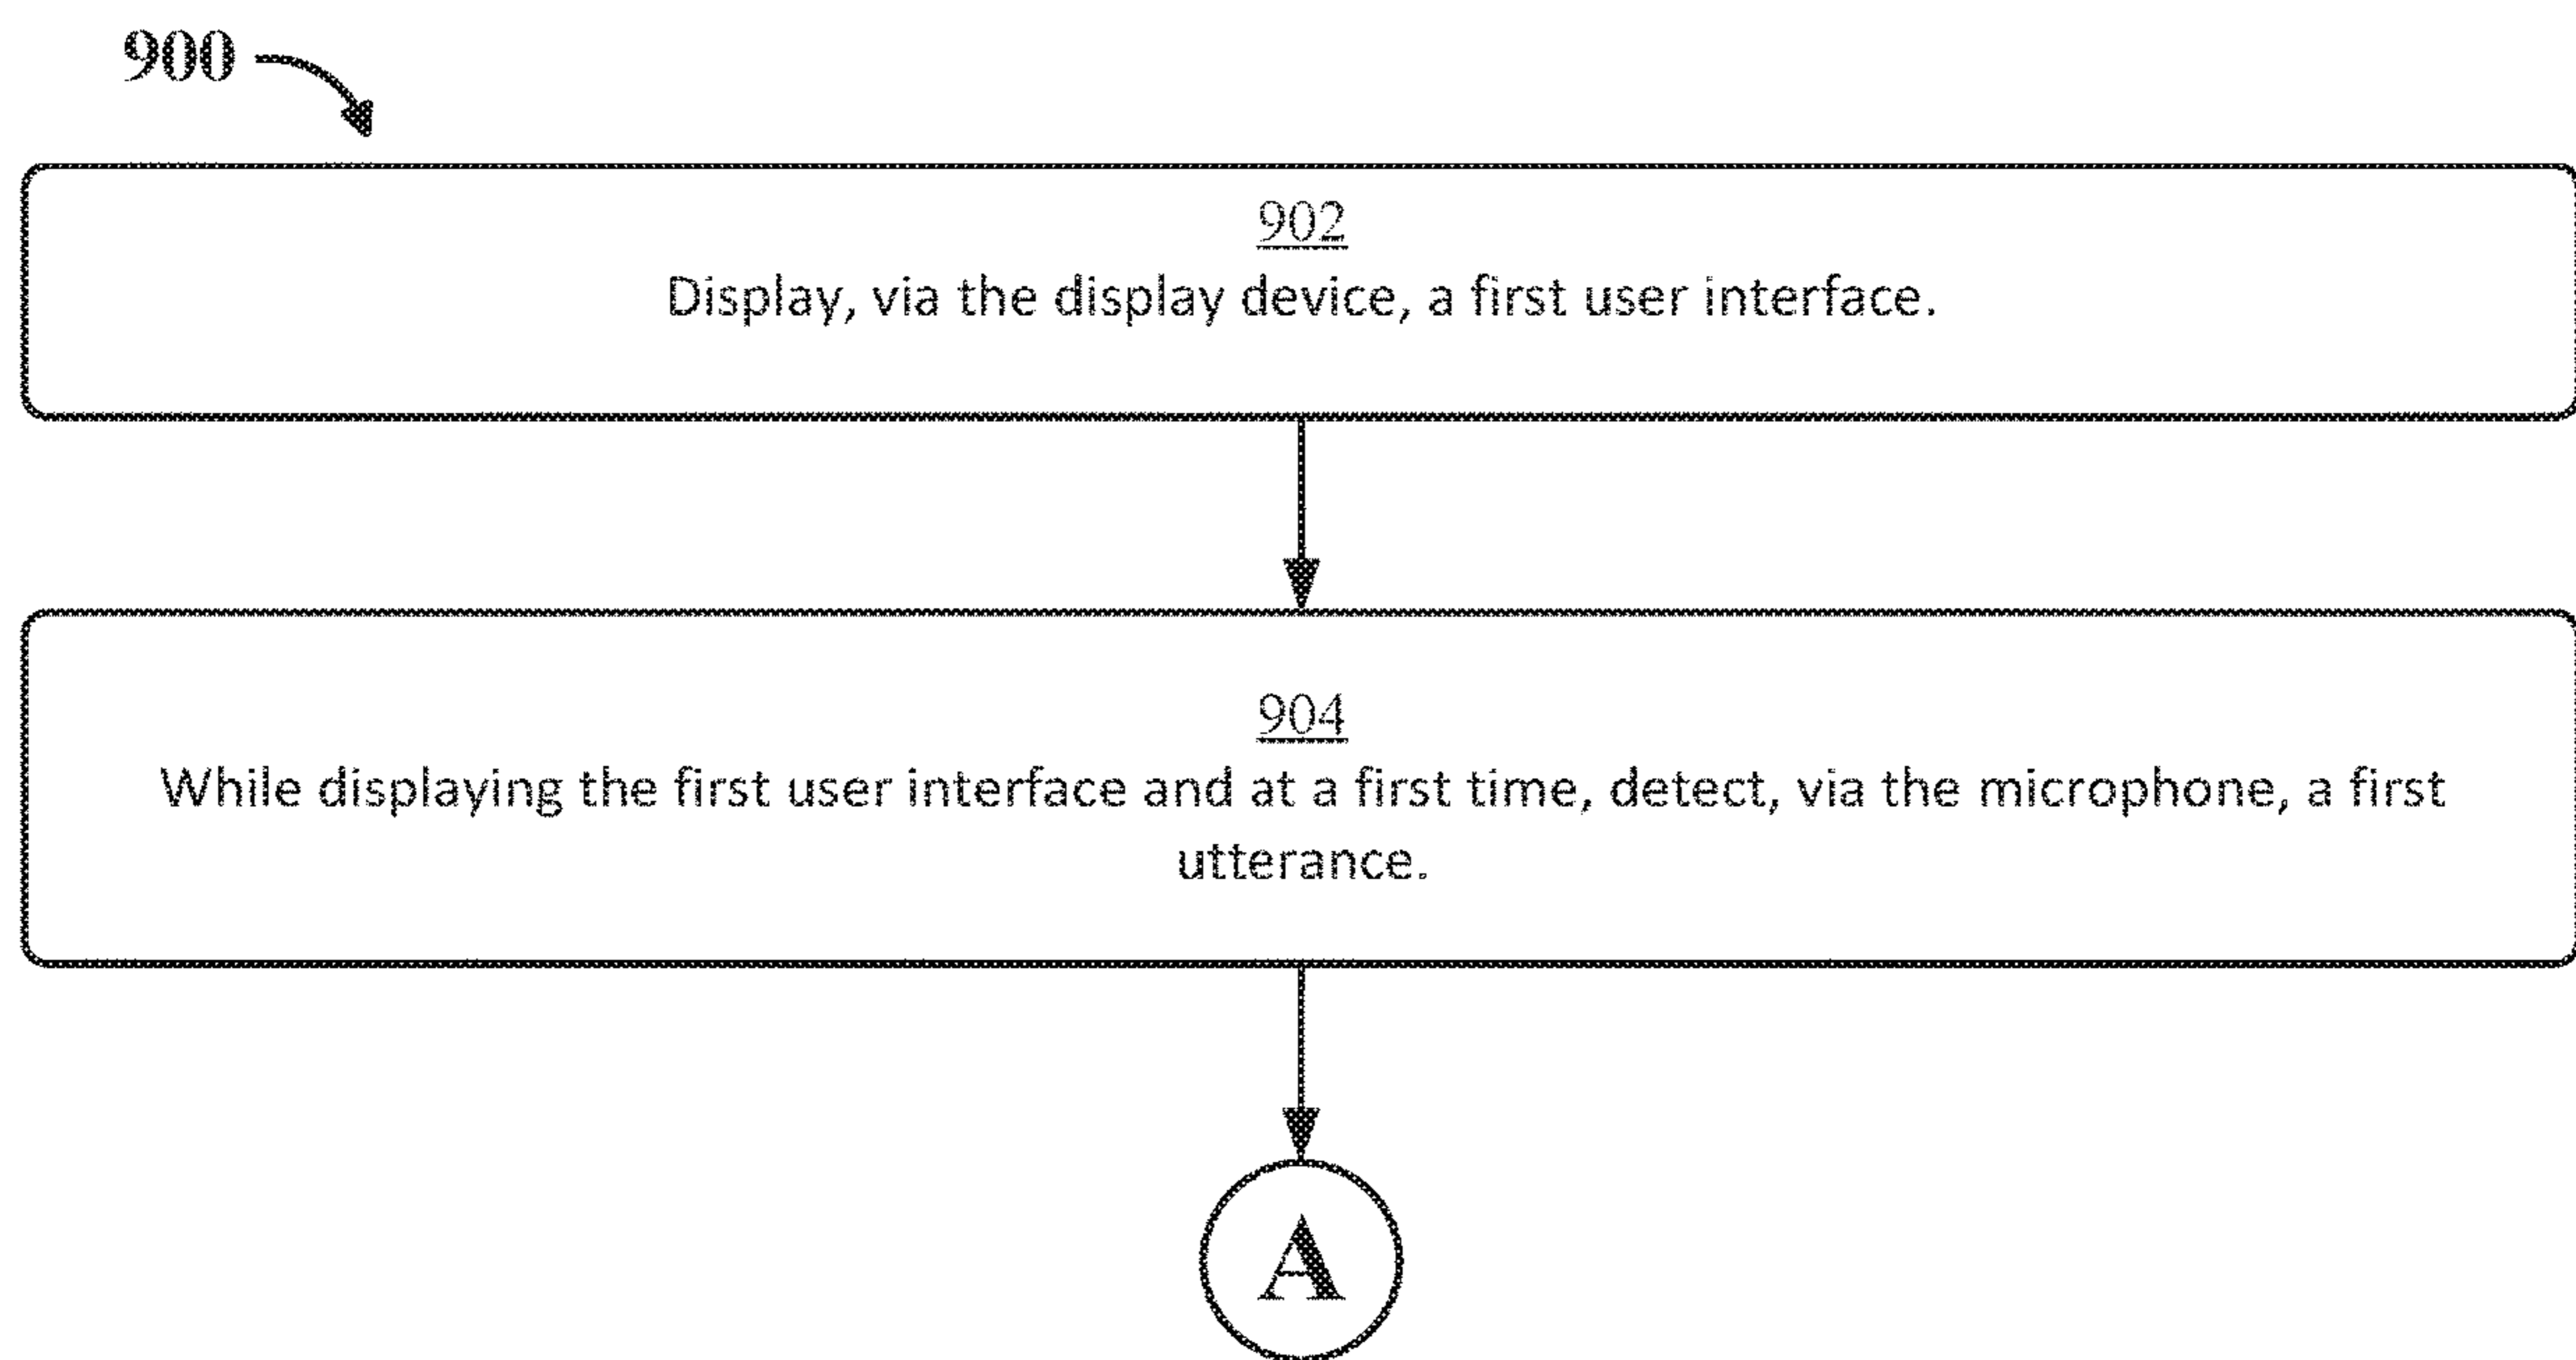 900
902
Display, via the display device, a first user interface.
904
While displaying the first user interface and at a first time, detect, via the microphone, a first
utterance.
A